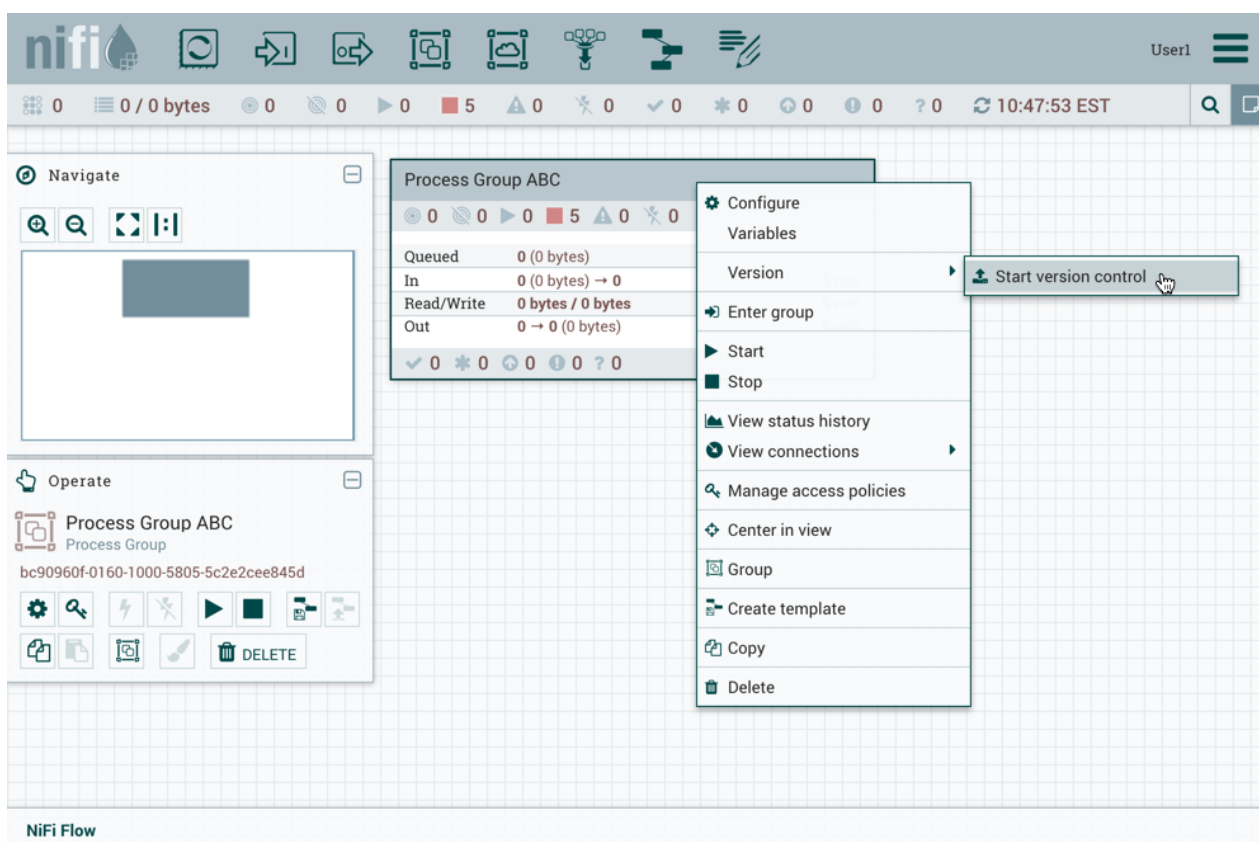 nifi
User1
0 0 / 0 bytes 0 0 0 5 0 0 0 0 0 0 ? 0 10:47:53 EST
Navigate
Operate
Process Group ABC
Process Group
bc90960f-0160-1000-5805-5c2e2cee845d
DELETE
Process Group ABC
0 0 0 5 0 0
Queued 0 (0 bytes)
In 0 (0 bytes) → 0
Read/Write 0 bytes / 0 bytes
Out 0 → 0 (0 bytes)
0 0 0 0 ? 0
Configure
Variables
Version
Start version control
Enter group
Start
Stop
View status history
View connections
Manage access policies
Center in view
Group
Create template
Copy
Delete
NiFi Flow